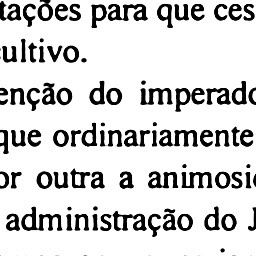 tações para que ces
cultivo.
enção do imperado
que ordinariamente
or outra a animosi
administração do J